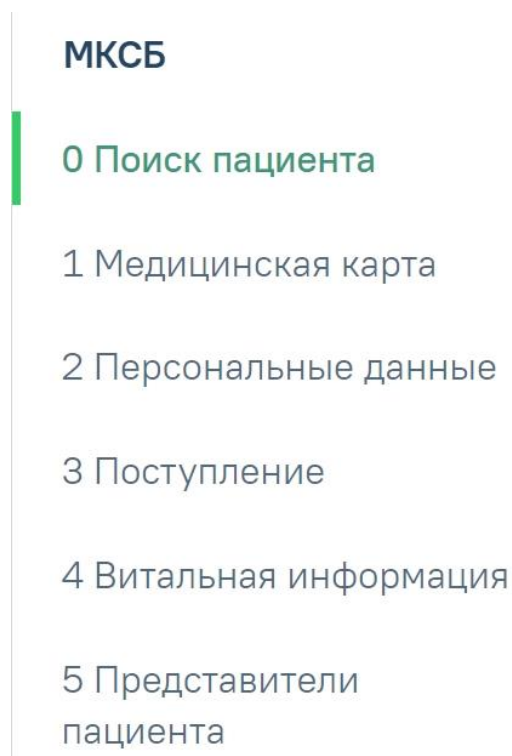 МКСБ
0 Поиск пациента
1 Медицинская карта
2 Персональные данные
3 Поступление
4 Витальная информация
5 Представители
пациента